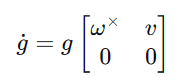 ġ = g [ω× v
0 0]